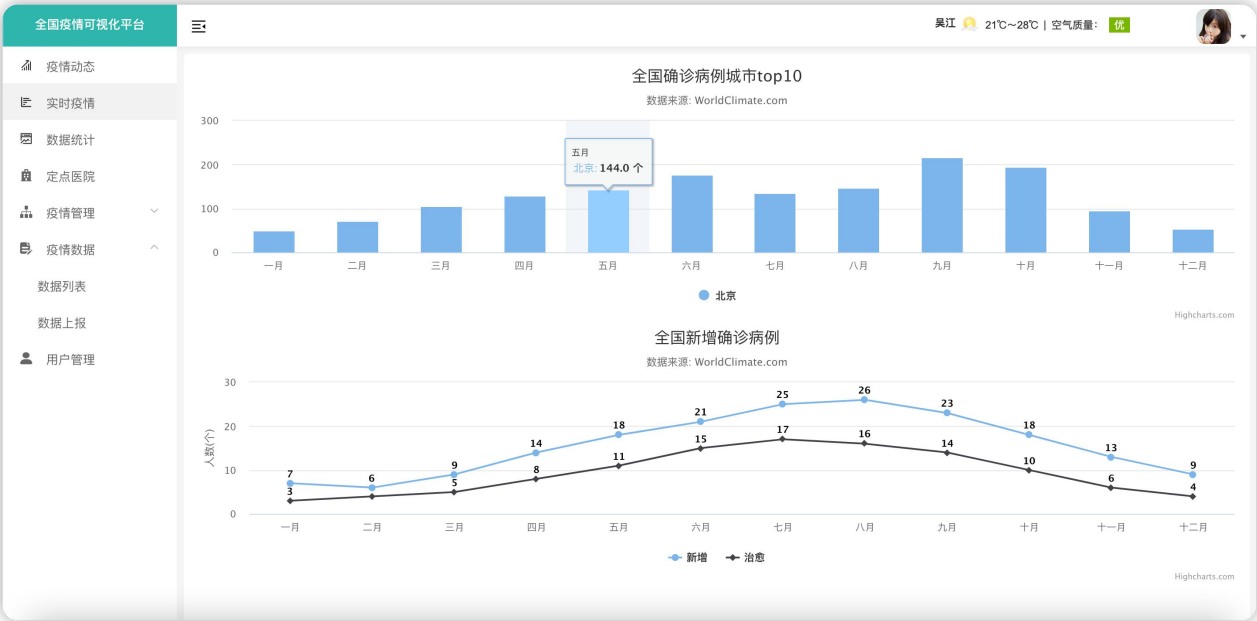 全国疫情可视化平台
吴江 21℃~28℃ | 空气质量: 优
疫情动态
实时疫情
数据统计
定点医院
疫情管理
疫情数据
数据列表
数据上报
用户管理
全国确诊病例城市top10
数据来源: WorldClimate.com
300
200
100
0
五月
北京: 144.0 个
一月 二月 三月 四月 五月 六月 七月 八月 九月 十月 十一月 十二月
北京
Highcharts.com
全国新增确诊病例
数据来源: WorldClimate.com
人数(个)
30
20
10
0
7 6 9 14 18 21 25 26 23 18 13 9
3 5 8 11 15 17 16 14 10 6 4
一月 二月 三月 四月 五月 六月 七月 八月 九月 十月 十一月 十二月
新增 治愈
Highcharts.com